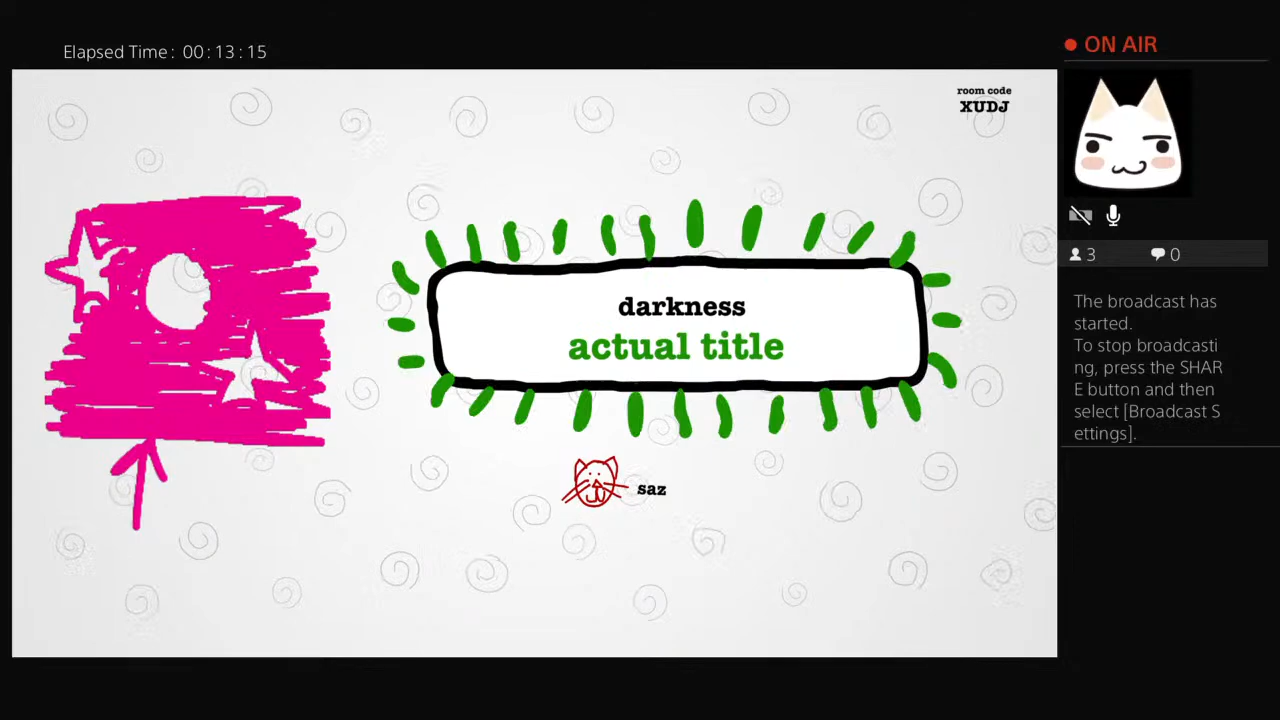 Elapsed Time: 00:13:15
ON AIR
room code
XUDJ
darkness
actual title
saz
3
0
The broadcast has
started.
To stop broadcasti
ng, press the SHAR
E button and then
select [Broadcast S
ettings].